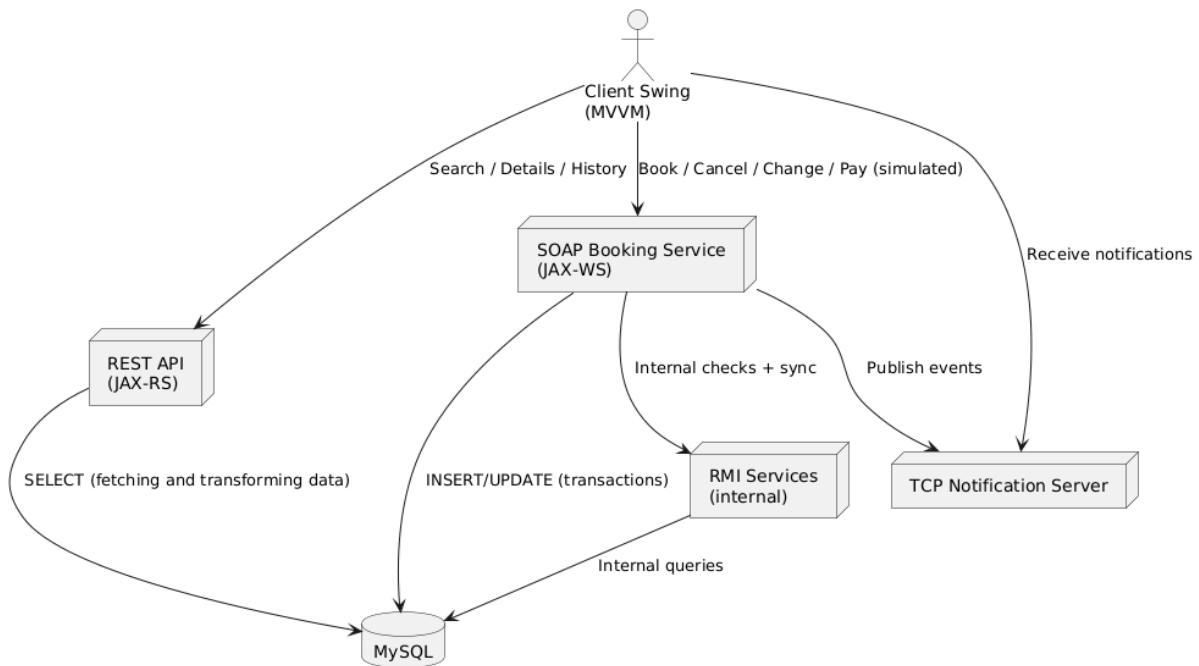 Client Swing
(MVVM)
Search / Details / History
Book / Cancel / Change / Pay (simulated)
SOAP Booking Service
(JAX-WS)
Receive notifications
REST API
(JAX-RS)
Internal checks + sync
Publish events
SELECT (fetching and transforming data)
INSERT/UPDATE (transactions)
RMI Services
(internal)
TCP Notification Server
Internal queries
MySQL